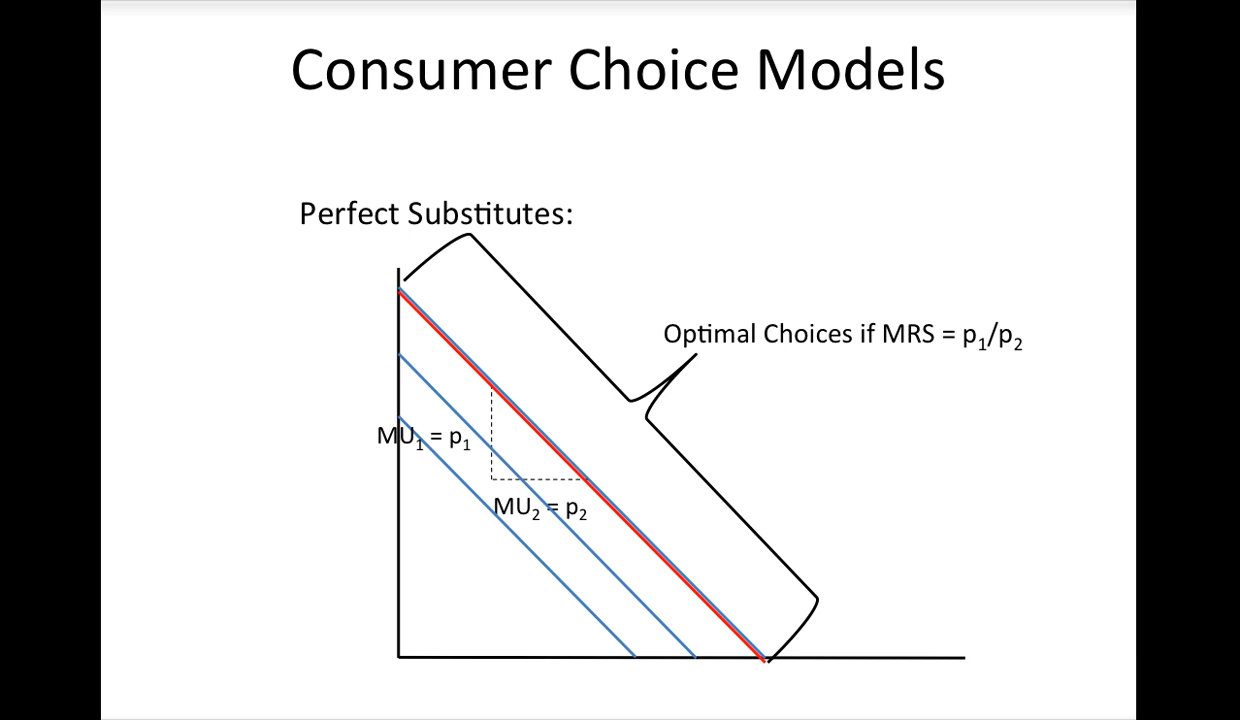 Consumer Choice Models
Perfect Substitutes:
Optimal Choices if MRS = p₁/p₂
MU₁ = p₁
MU₂ = p₂